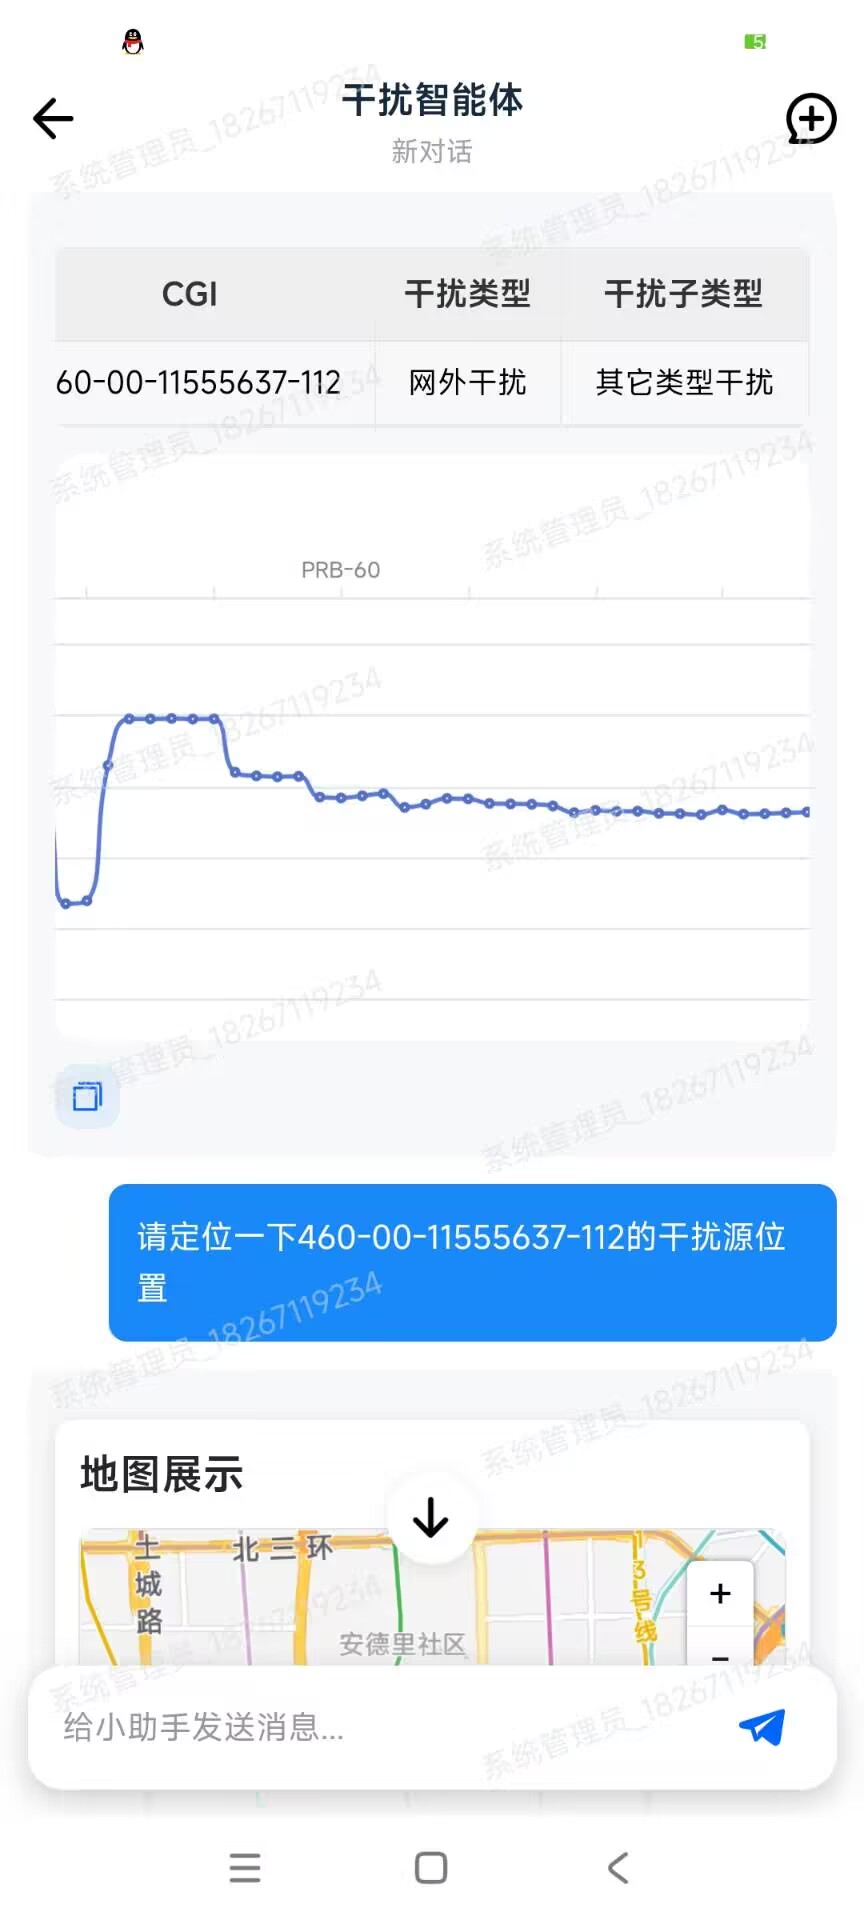 5
干扰智能体
新对话
CGI 干扰类型 干扰子类型
60-00-11555637-112 网外干扰 其它类型干扰
PRB-60
请定位一下460-00-11555637-112的干扰源位
置
地图展示
土城路
北三环
13号线
安德里社区
+
-
给小助手发送消息...
系统管理员_18267119234